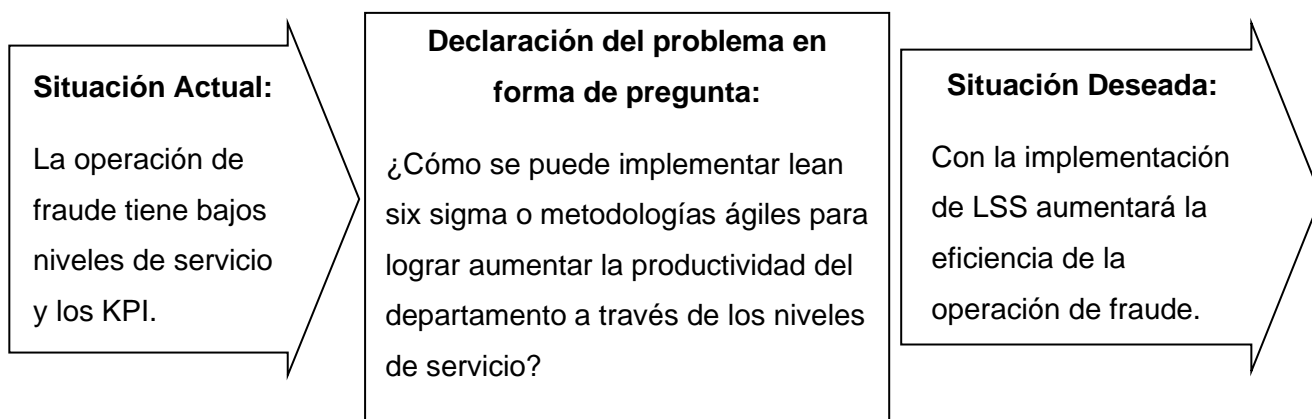 Situación Actual:
La operación de
fraude tiene bajos
niveles de servicio
y los KPI.
Declaración del problema en
forma de pregunta:
¿Cómo se puede implementar lean
six sigma o metodologías ágiles para
lograr aumentar la productividad del
departamento a través de los niveles
de servicio?
Situación Deseada:
Con la implementación
de LSS aumentará la
eficiencia de la
operación de fraude.